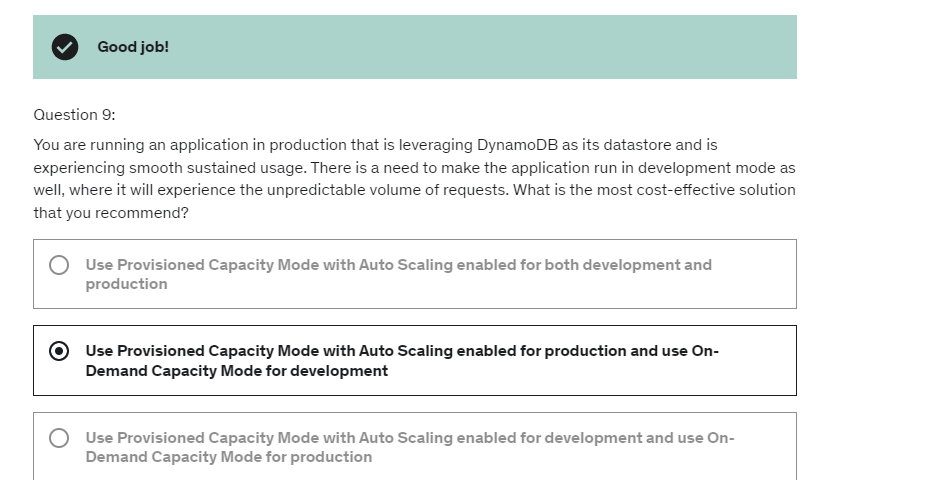 Good job!
Question 9:
You are running an application in production that is leveraging DynamoDB as its datastore and is
experiencing smooth sustained usage. There is a need to make the application run in development mode as
well, where it will experience the unpredictable volume of requests. What is the most cost-effective solution
that you recommend?
Use Provisioned Capacity Mode with Auto Scaling enabled for both development and
production
Use Provisioned Capacity Mode with Auto Scaling enabled for production and use On-
Demand Capacity Mode for development
Use Provisioned Capacity Mode with Auto Scaling enabled for development and use On-
Demand Capacity Mode for production